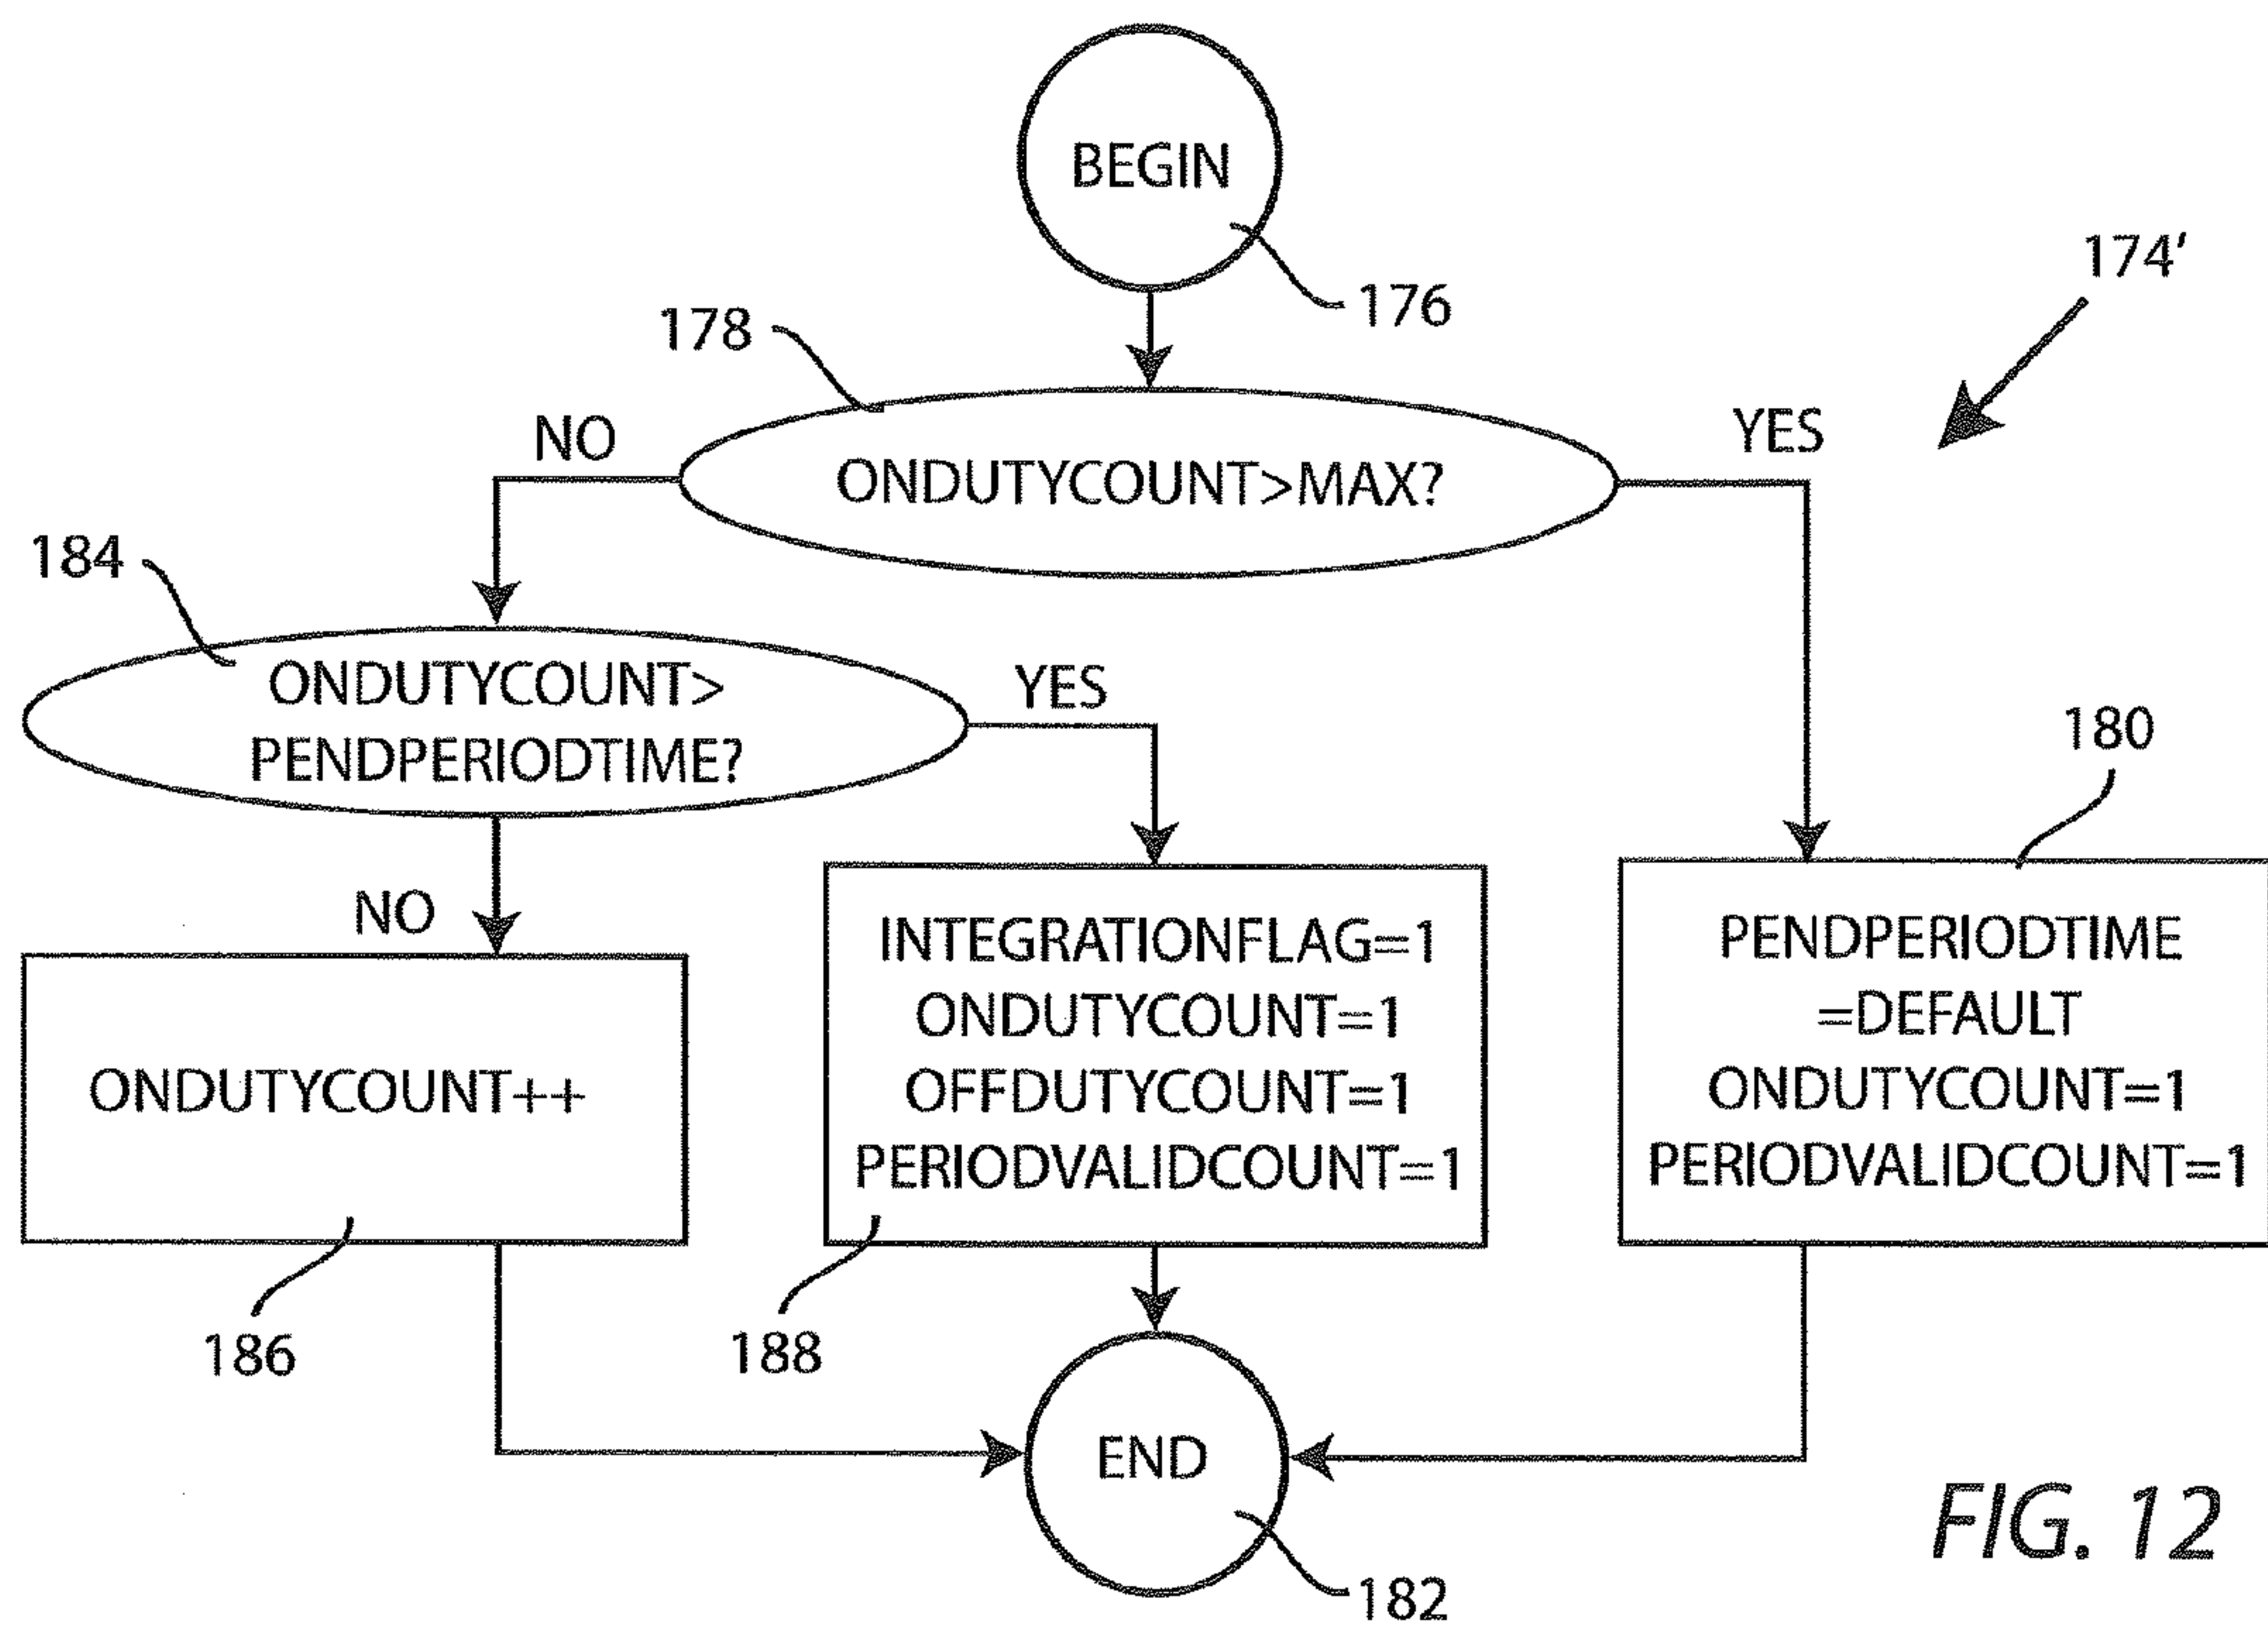 BEGIN
176
174'
178
NO
YES
ONDUTYCOUNT>MAX?
184
ONDUTYCOUNT>
PENDPERIODTIME?
YES
180
NO
ONDUTYCOUNT++
186
INTEGRATIONFLAG=1
ONDUTYCOUNT=1
OFFDUTYCOUNT=1
PERIODVALIDCOUNT=1
188
PENDPERIODTIME
=DEFAULT
ONDUTYCOUNT=1
PERIODVALIDCOUNT=1
END
182
FIG. 12